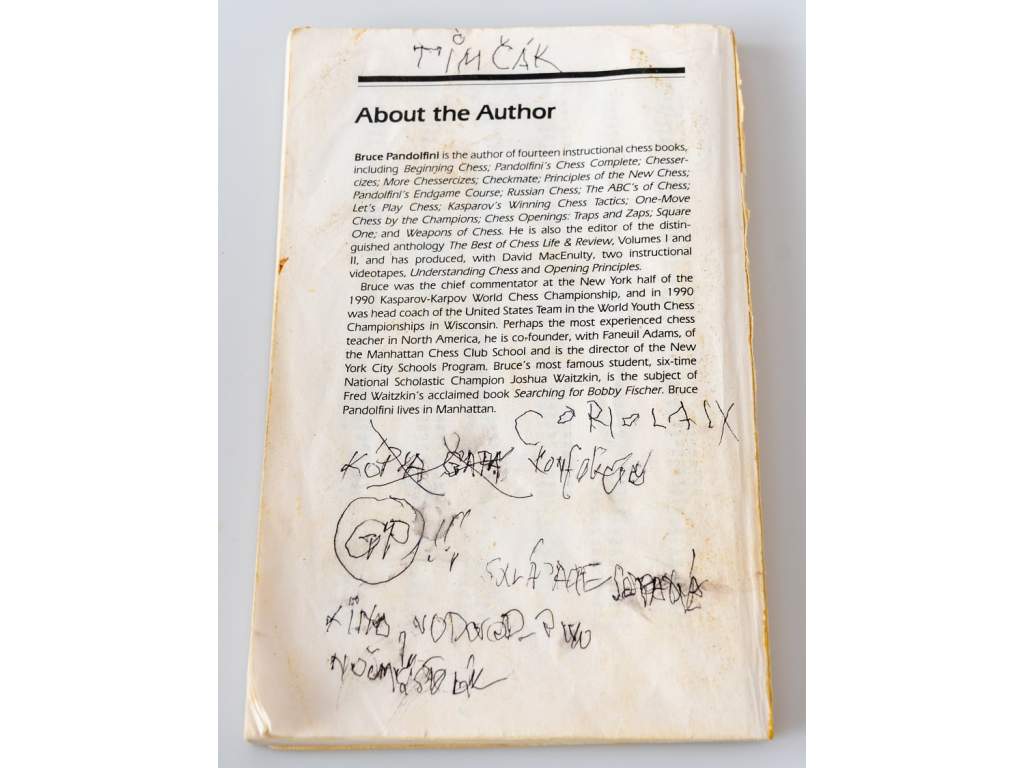 TIMČÁK
About the Author
Bruce Pandolfini is the author of fourteen instructional chess books,
including Beginning Chess; Pandolfini's Chess Complete; Chesser-
cizes; More Chessercizes; Checkmate; Principles of the New Chess;
Pandolfini's Endgame Course; Russian Chess; The ABC's of Chess;
Let's Play Chess; Kasparov's Winning Chess Tactics; One-Move
Chess by the Champions; Chess Openings: Traps and Zaps; Square
One; and Weapons of Chess. He is also the editor of the distin-
guished anthology The Best of Chess Life & Review, Volumes I and
II, and has produced, with David MacEnulty, two instructional
videotapes, Understanding Chess and Opening Principles.
Bruce was the chief commentator at the New York half of the
1990 Kasparov-Karpov World Chess Championship, and in 1990
was head coach of the United States Team in the World Youth Chess
Championships in Wisconsin. Perhaps the most experienced chess
teacher in North America, he is co-founder, with Faneuil Adams, of
the Manhattan Chess Club School and is the director of the New
York City Schools Program. Bruce's most famous student, six-time
National Scholastic Champion Joshua Waitzkin, is the subject of
Fred Waitzkin's acclaimed book Searching for Bobby Fischer. Bruce
Pandolfini lives in Manhattan.
GP !!